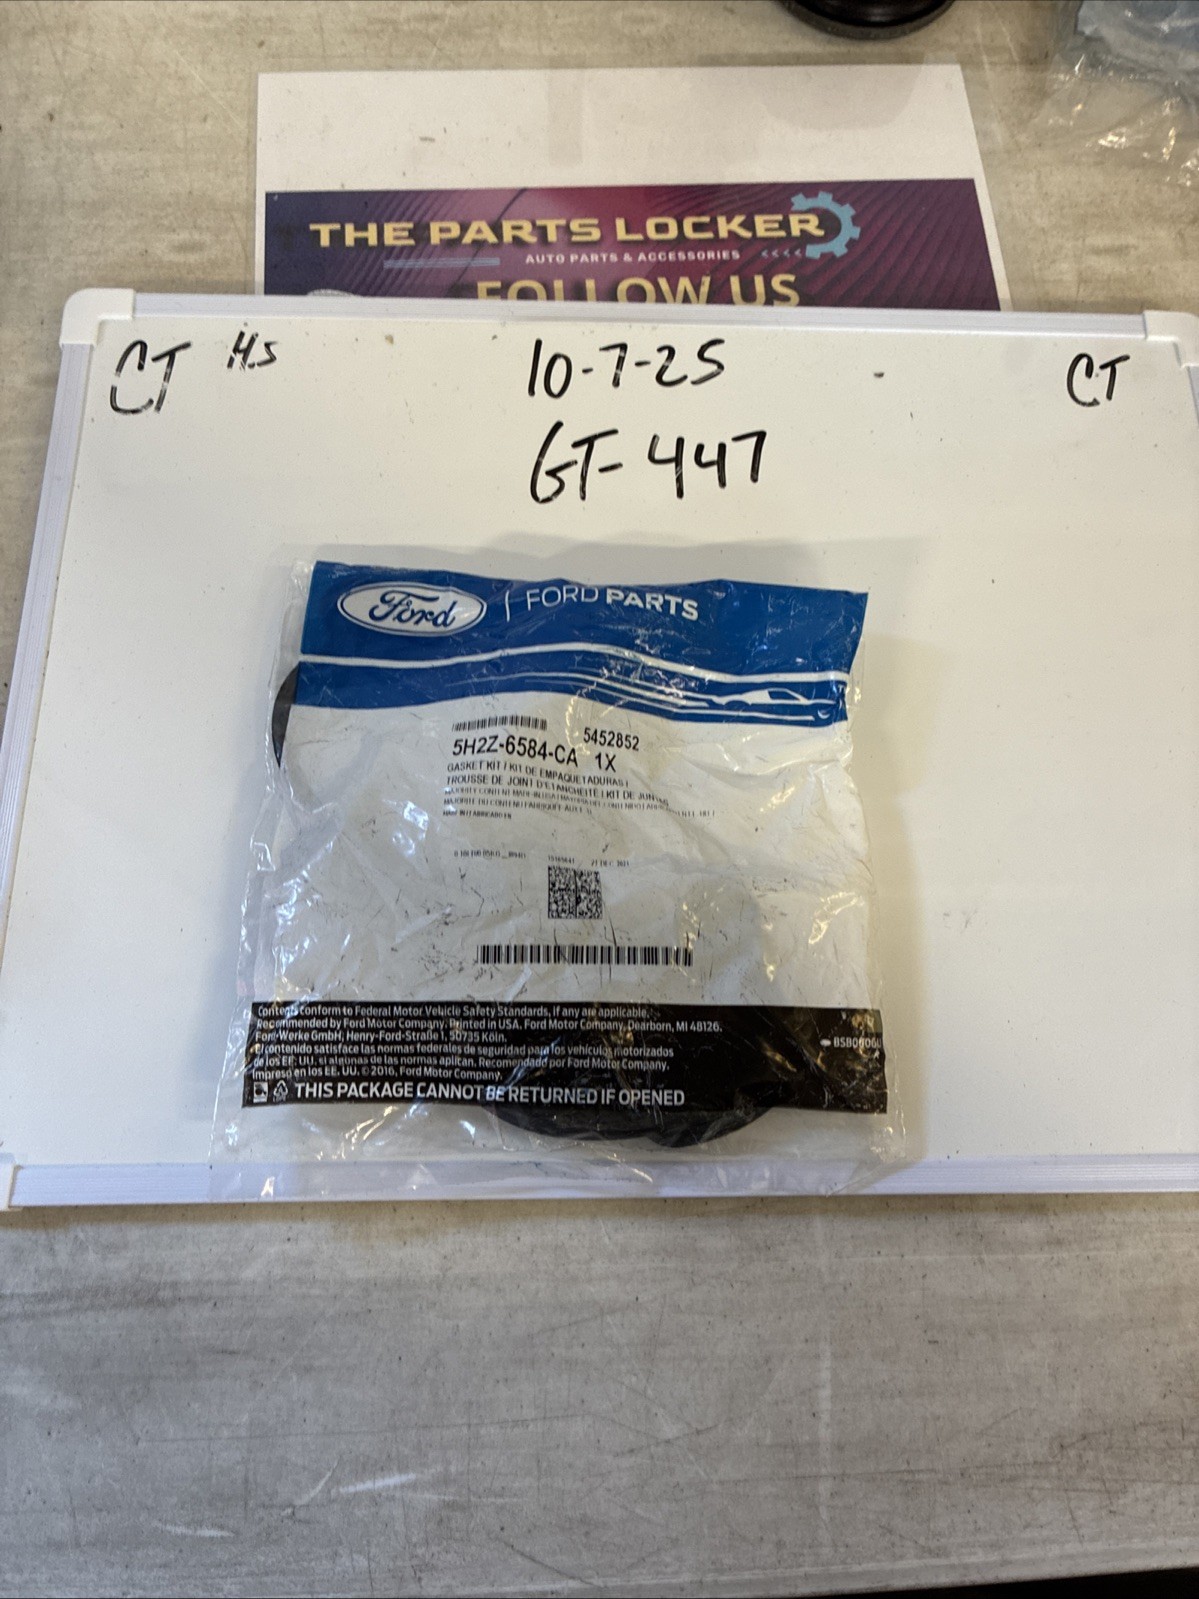 THE PARTS LOCKER
AUTO PARTS & ACCESSORIES
FOLLOW US
CT H.S 10-7-25 CT
GT-447
Ford FORD PARTS
5452852
5H2Z-6584-CA 1X
GASKET KIT / KIT DE EMPAQUETADURAS /
TROUSSE DE JOINT D'ETANCHEITE / KIT DE JUNTAS
Contents conform to Federal Motor Vehicle Safety Standards, if any are applicable.
Recommended by Ford Motor Company. Printed in USA, Ford Motor Company, Dearborn, MI 48126.
Ford-Werke GmbH, Henry-Ford-Straße 1, 50735 Köln.
El contenido satisface las normas federales de seguridad para los vehículos motorizados
de los EE. UU. si algunas de las normas aplican. Recomendado por Ford Motor Company.
Impreso en los EE. UU. © 2016, Ford Motor Company.
THIS PACKAGE CANNOT BE RETURNED IF OPENED